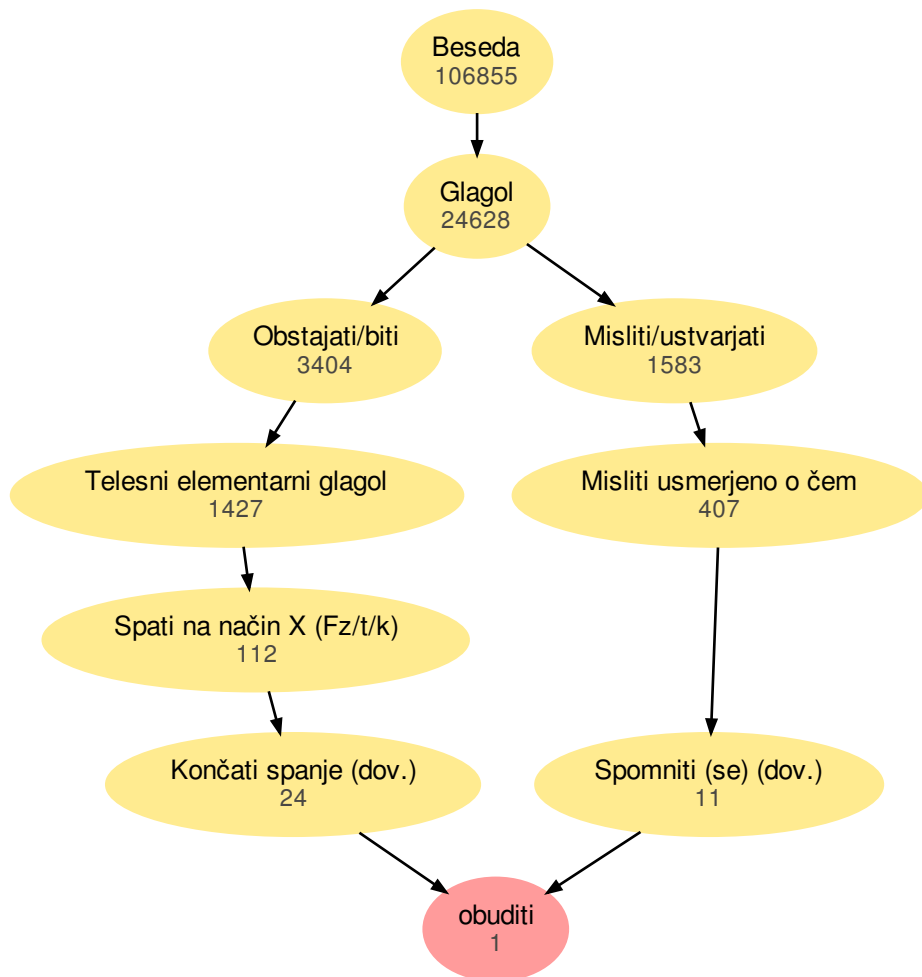 Beseda
106855
Glagol
24628
Obstajati/biti
3404
Misliti/ustvarjati
1583
Telesni elementarni glagol
1427
Misliti usmerjeno o čem
407
Spati na način X (Fz/t/k)
112
Končati spanje (dov.)
24
Spomniti (se) (dov.)
11
obuditi
1